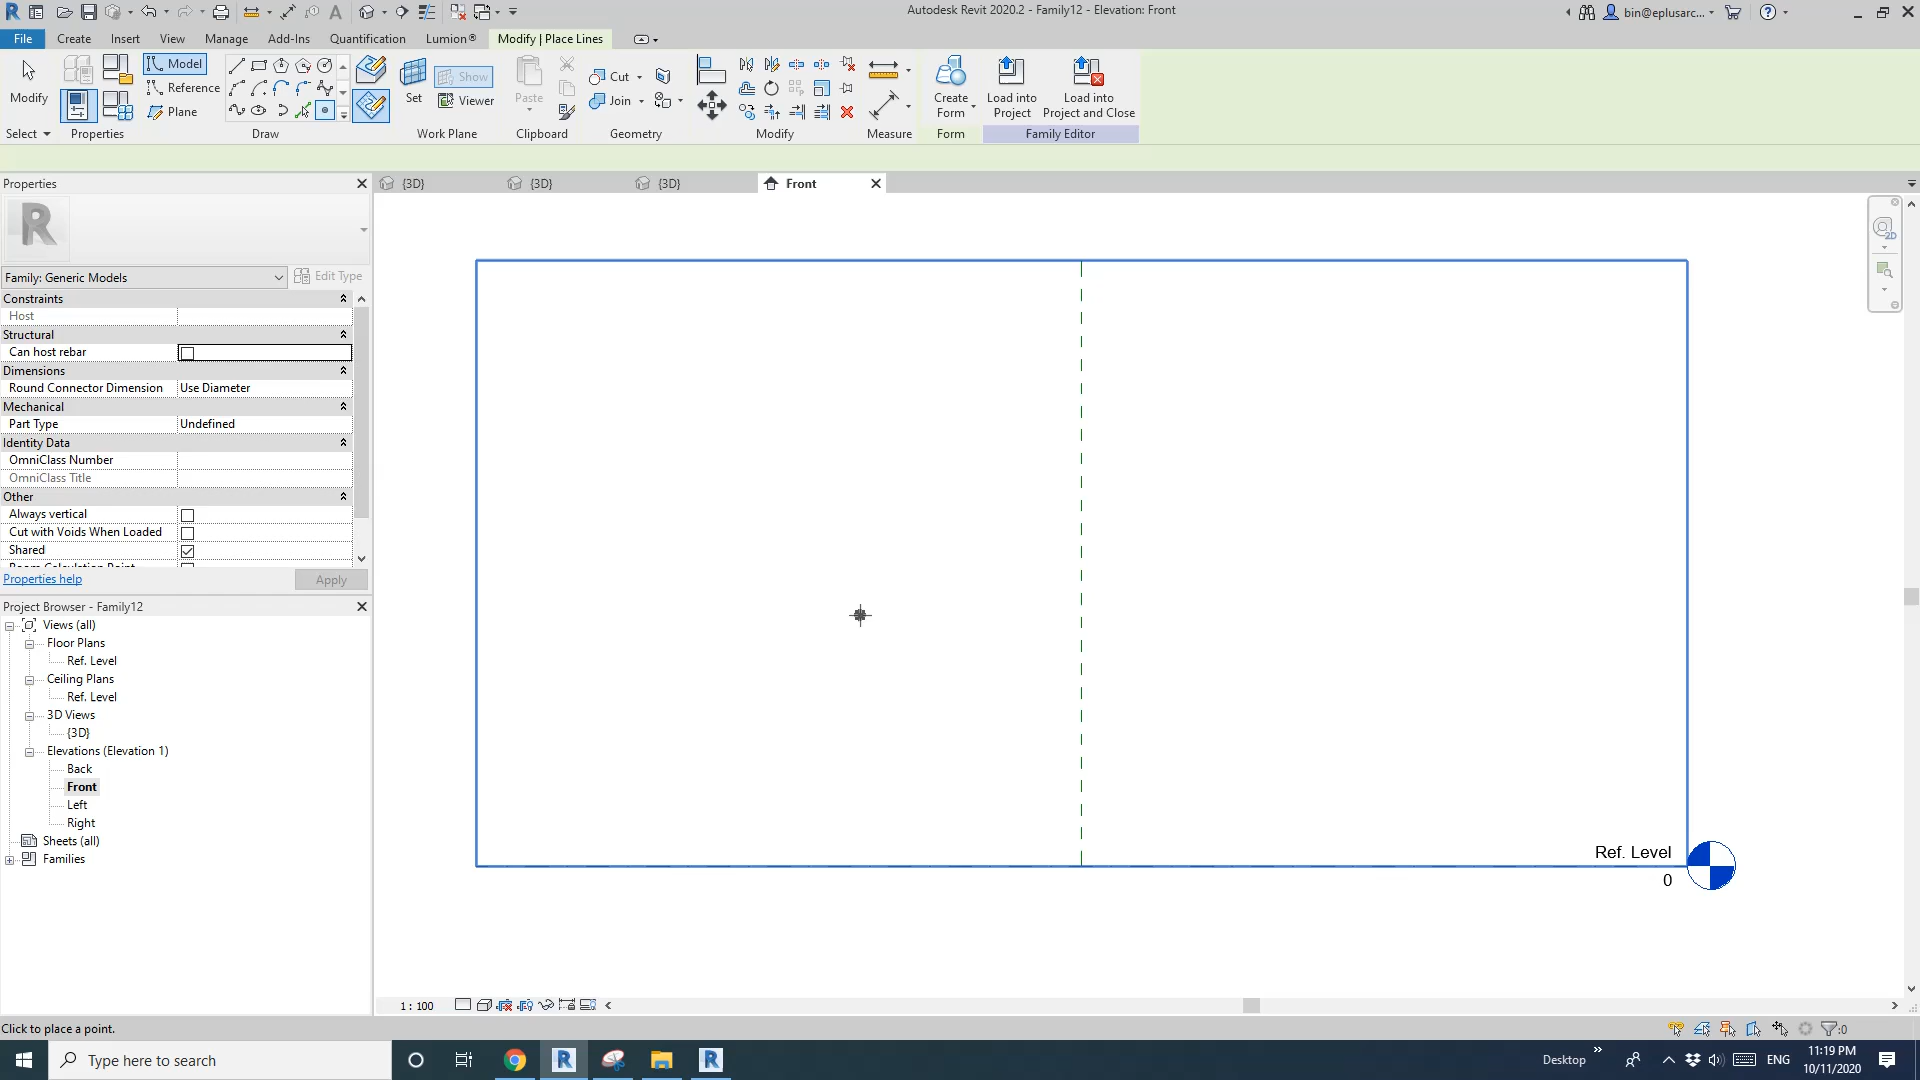 Autodesk Revit 2020.2 - Family12 - Elevation: Front
bin@eplusarc...
File
Create
Insert
View
Manage
Add-Ins
Quantification
Lumion®
Modify | Place Lines
Modify
Model
Reference
Plane
Set
Show
Viewer
Paste
Cut
Join
Create
Form
Load into
Project
Load into
Project and Close
Select
Properties
Draw
Work Plane
Clipboard
Geometry
Modify
Measure
Form
Family Editor
Properties
{3D}
{3D}
{3D}
Front
Family: Generic Models
Edit Type
Constraints
Host
Structural
Can host rebar
Dimensions
Round Connector Dimension Use Diameter
Mechanical
Part Type Undefined
Identity Data
OmniClass Number
OmniClass Title
Other
Always vertical
Cut with Voids When Loaded
Shared
Properties help
Apply
Project Browser - Family12
Views (all)
Floor Plans
Ref. Level
Ceiling Plans
Ref. Level
3D Views
{3D}
Elevations (Elevation 1)
Back
Front
Left
Right
Sheets (all)
Families
2D
Ref. Level
0
1 : 100
Click to place a point.
:0
Type here to search
Desktop
ENG
11:19 PM
10/11/2020